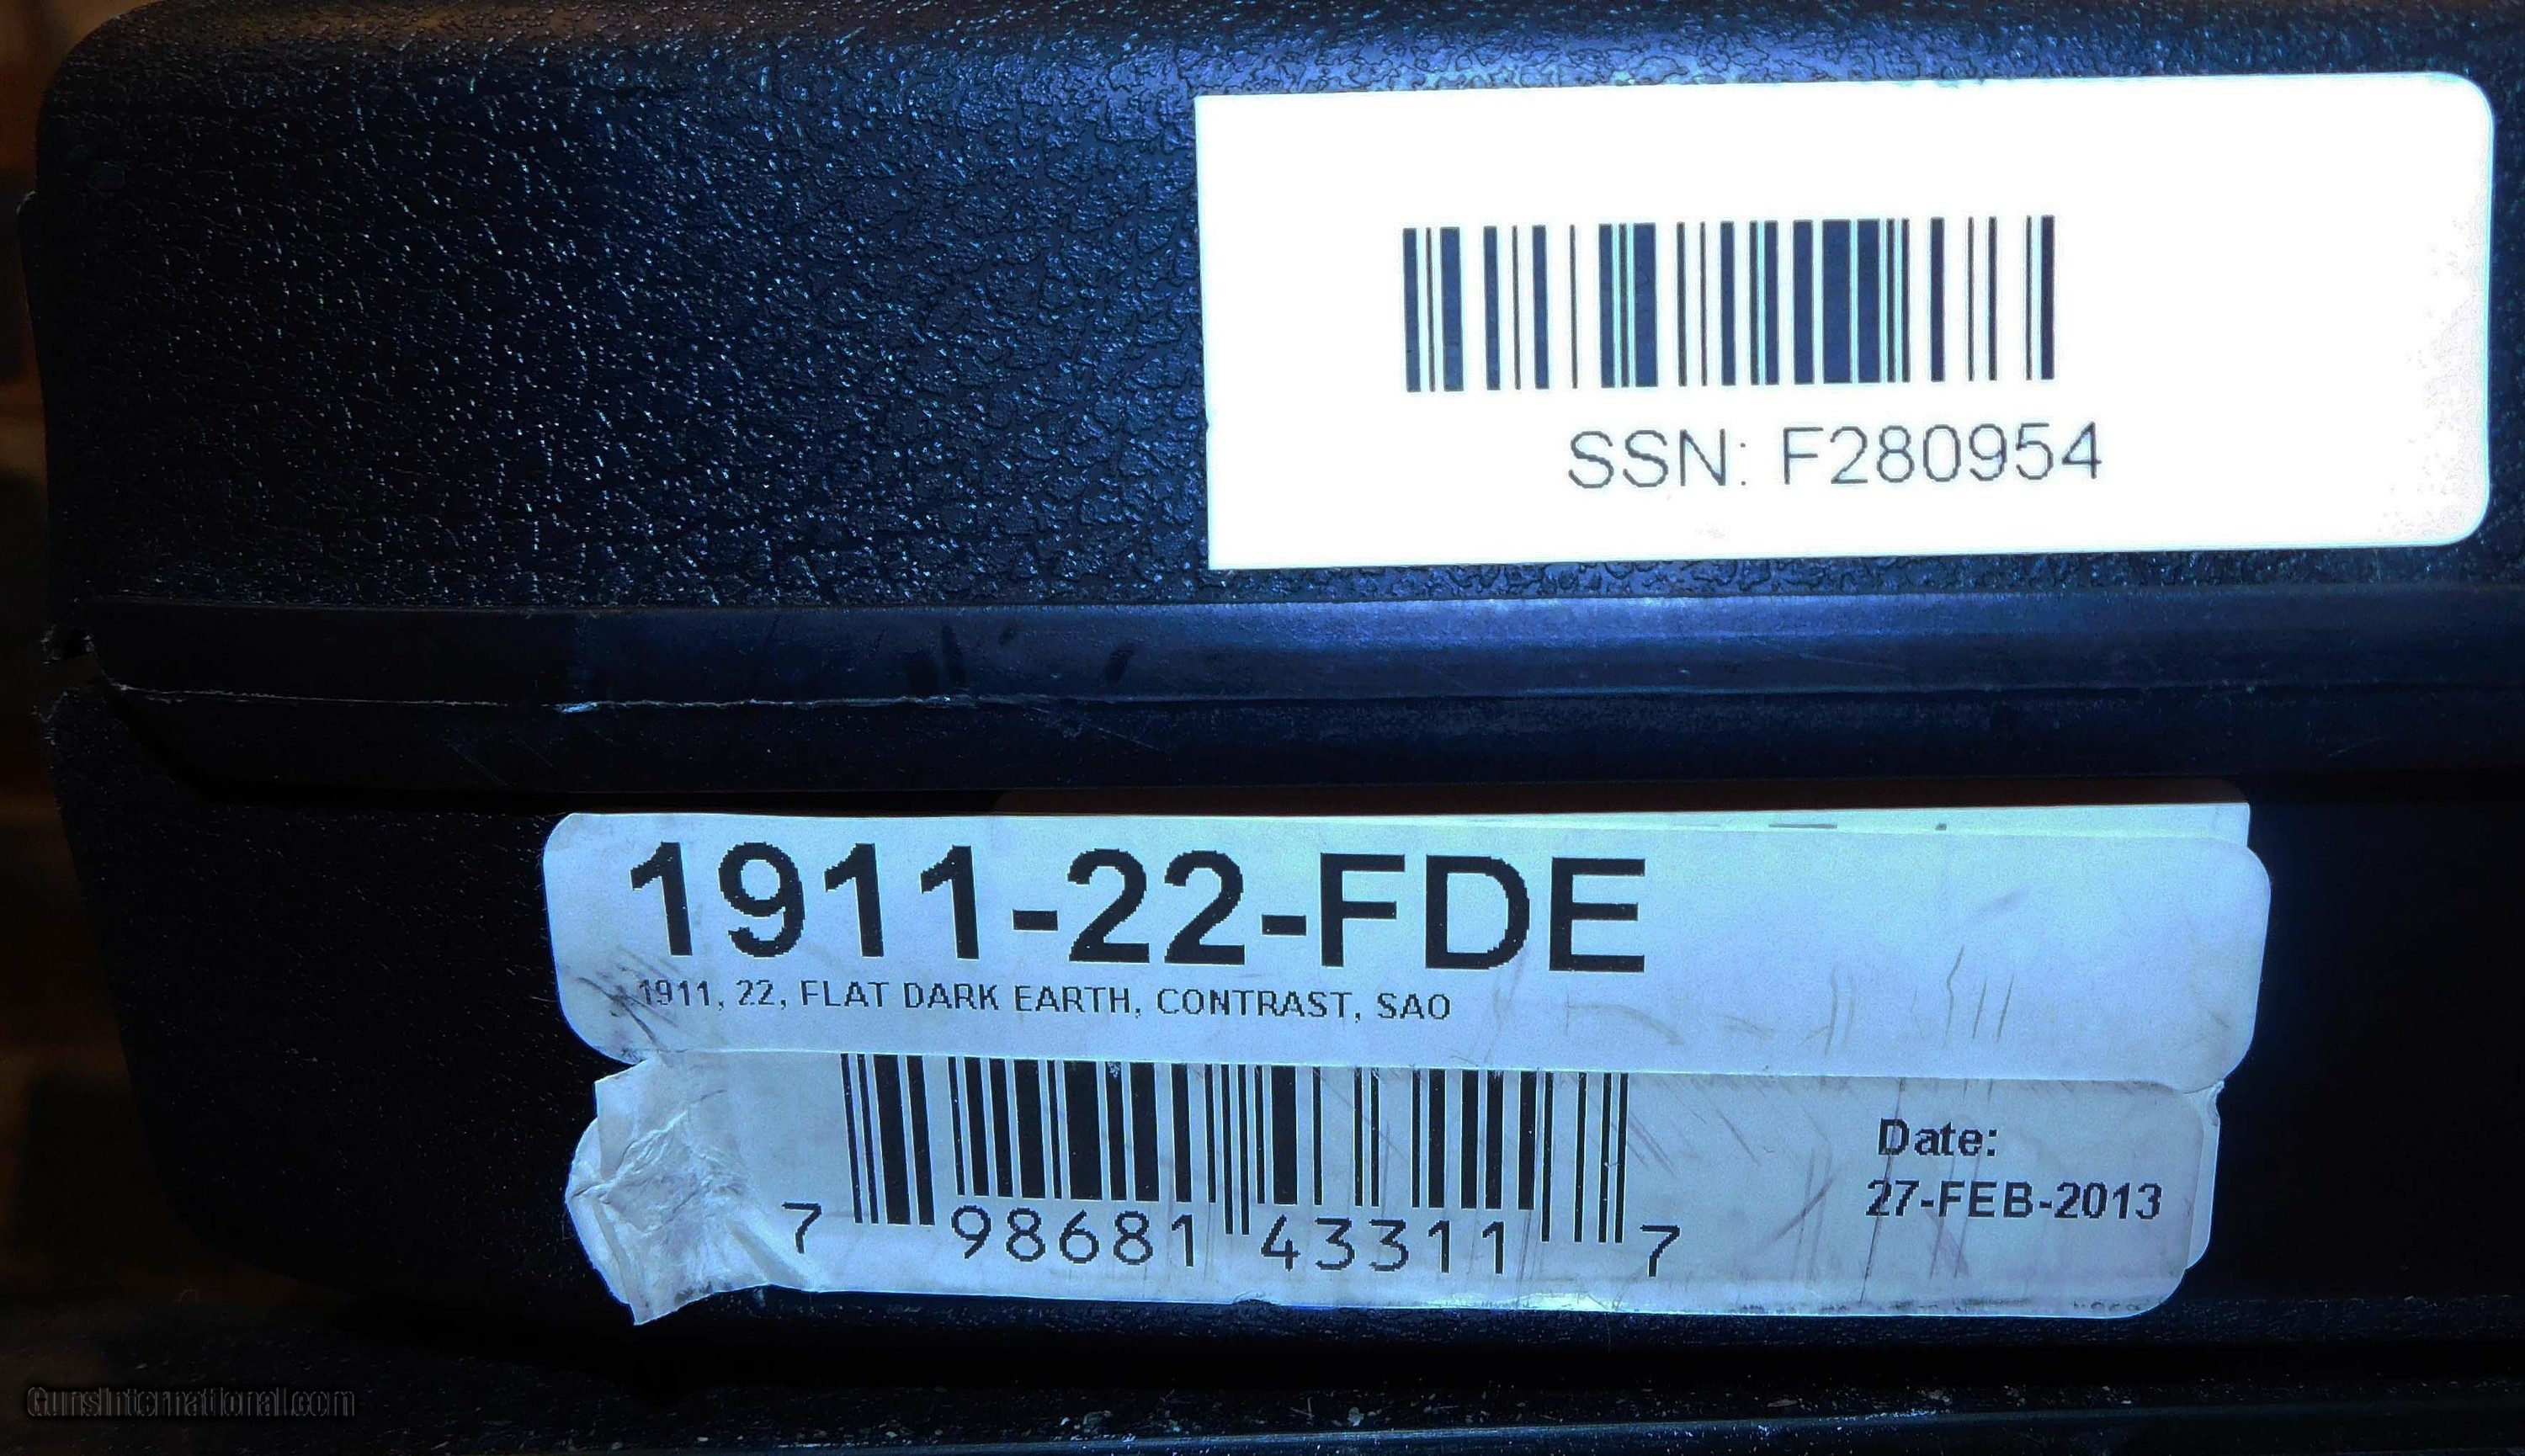 SSN: F280954
1911-22-FDE
1911, 22, FLAT DARK EARTH, CONTRAST, SAO
Date:
27-FEB-2013
7 98681 43311 7
GunsInternational.com